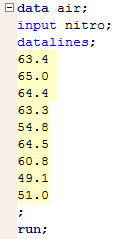 data air;
input nitro;
datalines;
63.4
65.0
64.4
63.3
54.8
64.5
60.8
49.1
51.0
;
run;